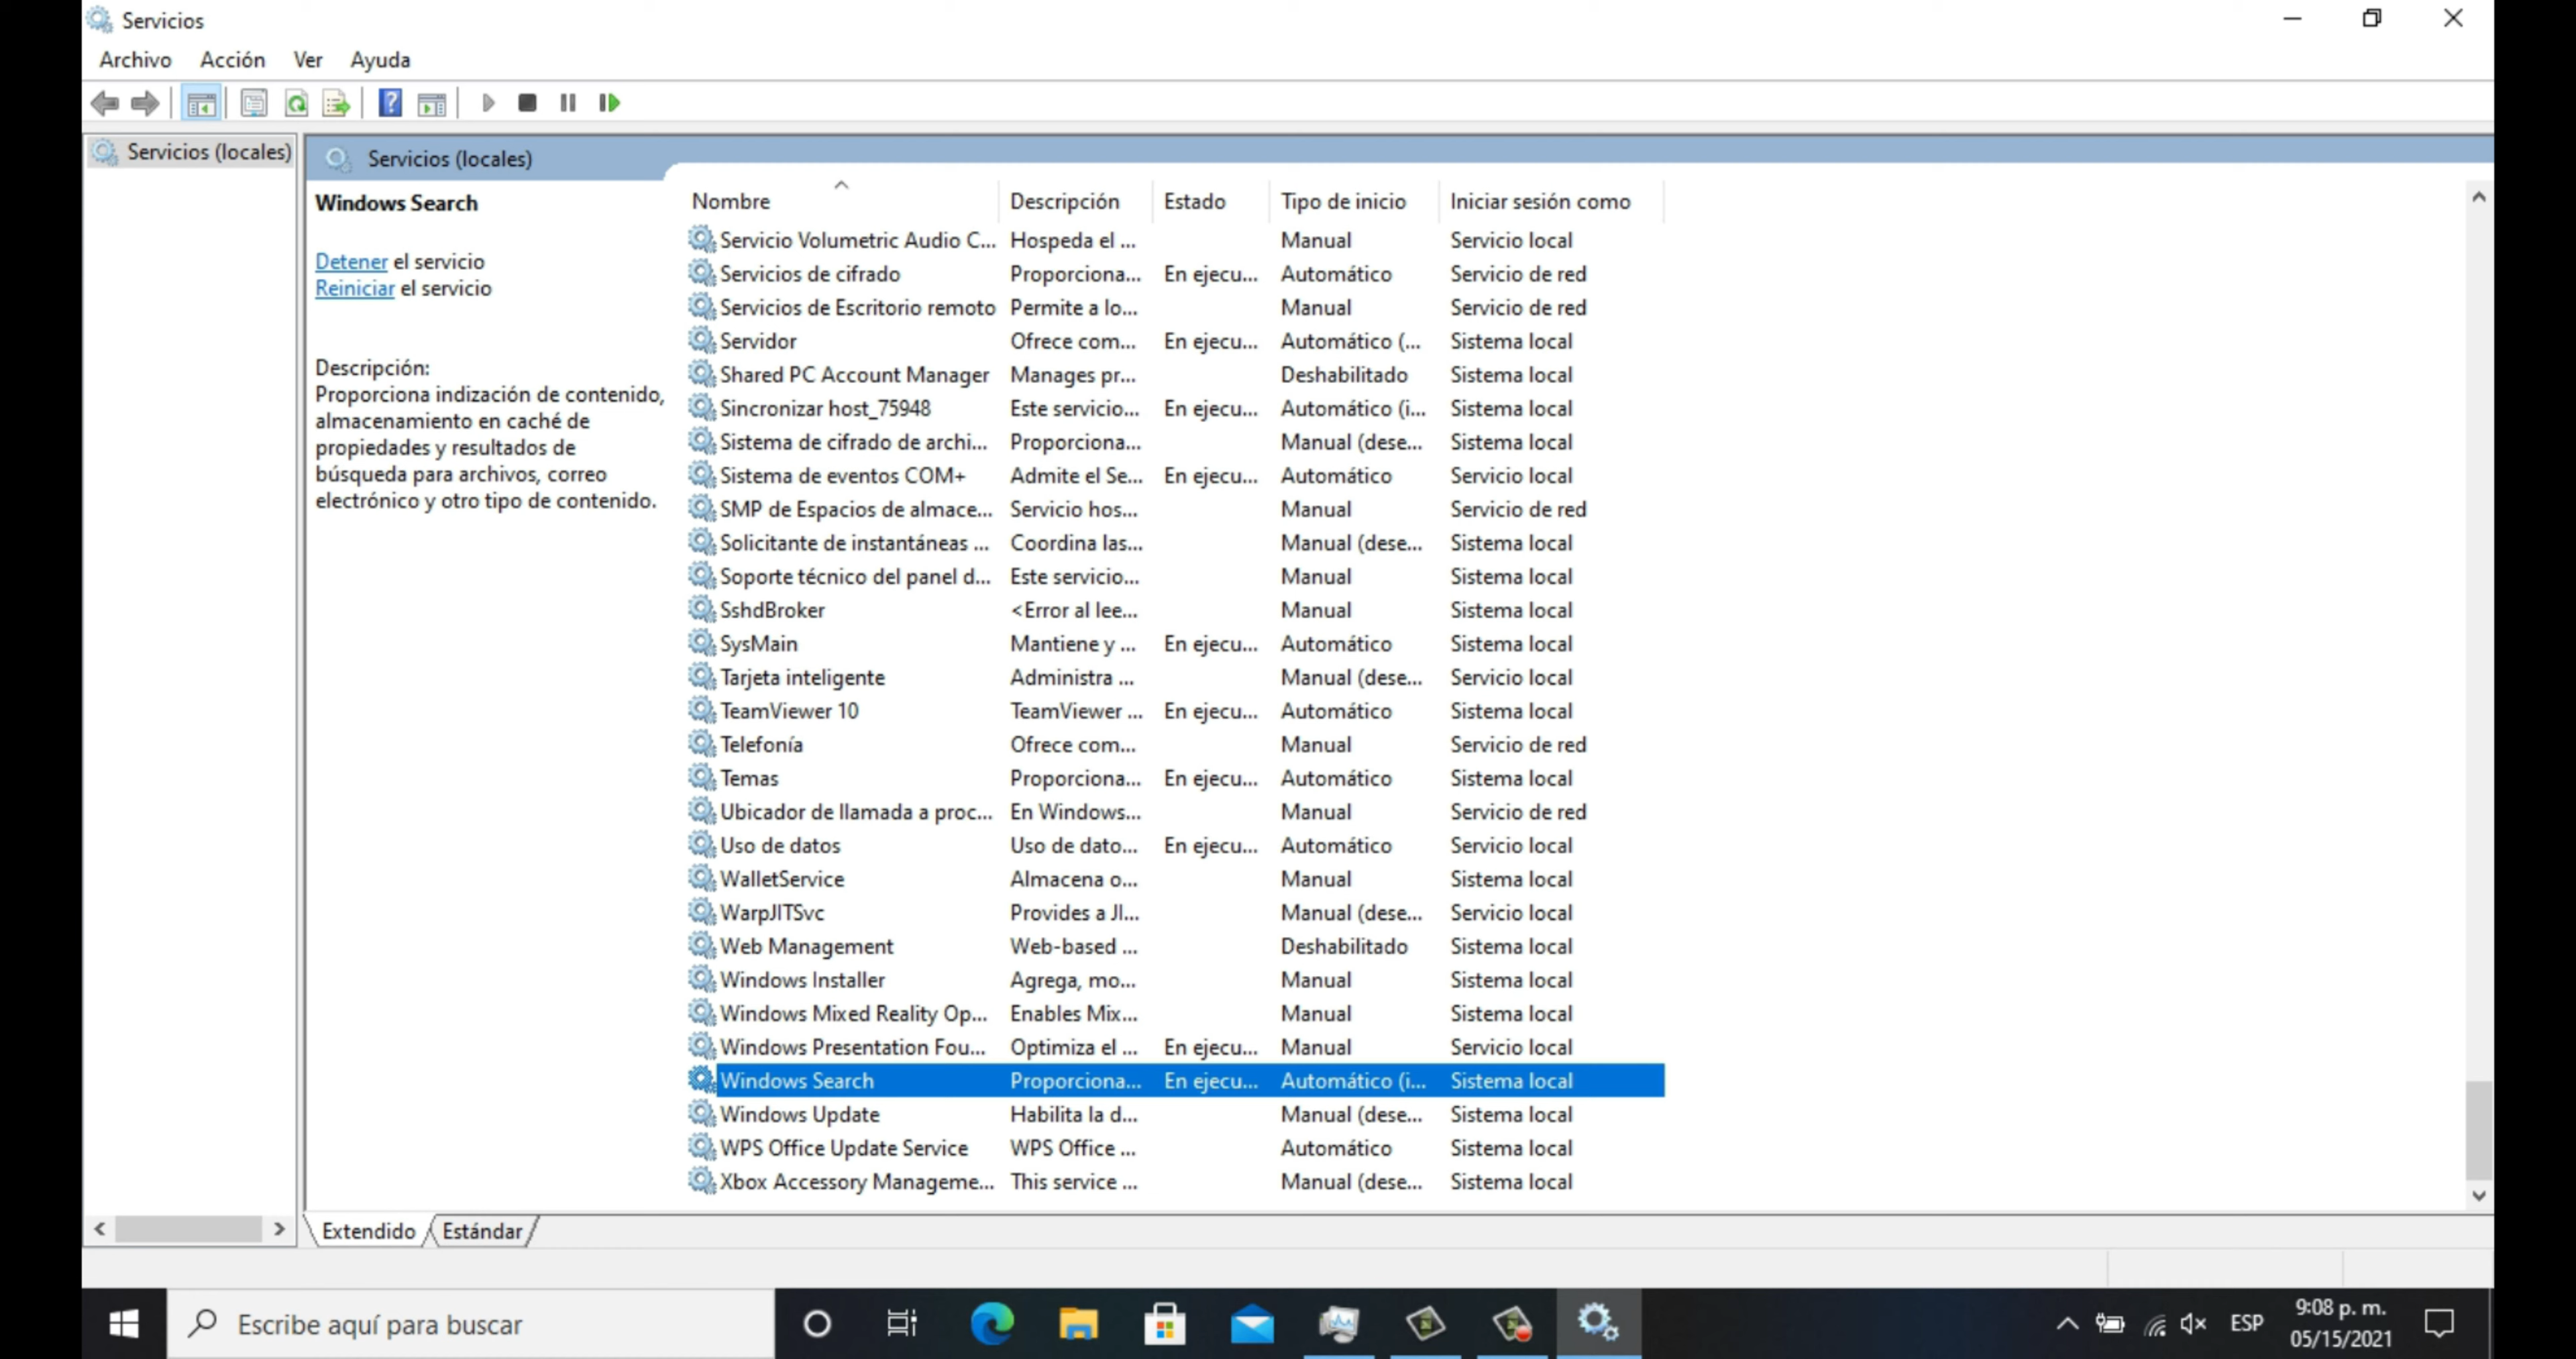 Servicios
Archivo Acción Ver Ayuda
Servicios (locales)
Servicios (locales)
Windows Search
Detener el servicio
Reiniciar el servicio
Descripción:
Proporciona indización de contenido,
almacenamiento en caché de
propiedades y resultados de
búsqueda para archivos, correo
electrónico y otro tipo de contenido.
Nombre Descripción Estado Tipo de inicio Iniciar sesión como
Servicio Volumetric Audio C... Hospeda el ... Manual Servicio local
Servicios de cifrado Proporciona... En ejecu... Automático Servicio de red
Servicios de Escritorio remoto Permite a lo... Manual Servicio de red
Servidor Ofrece com... En ejecu... Automático (... Sistema local
Shared PC Account Manager Manages pr... Deshabilitado Sistema local
Sincronizar host_75948 Este servicio... En ejecu... Automático (i... Sistema local
Sistema de cifrado de archi... Proporciona... Manual (dese... Sistema local
Sistema de eventos COM+ Admite el Se... En ejecu... Automático Servicio local
SMP de Espacios de almace... Servicio hos... Manual Servicio de red
Solicitante de instantáneas ... Coordina las... Manual (dese... Sistema local
Soporte técnico del panel d... Este servicio... Manual Sistema local
SshdBroker <Error al lee... Manual Sistema local
SysMain Mantiene y ... En ejecu... Automático Sistema local
Tarjeta inteligente Administra ... Manual (dese... Servicio local
TeamViewer 10 TeamViewer ... En ejecu... Automático Sistema local
Telefonía Ofrece com... Manual Servicio de red
Temas Proporciona... En ejecu... Automático Sistema local
Ubicador de llamada a proc... En Windows... Manual Servicio de red
Uso de datos Uso de dato... En ejecu... Automático Servicio local
WalletService Almacena o... Manual Sistema local
WarpJITSvc Provides a JI... Manual (dese... Servicio local
Web Management Web-based ... Deshabilitado Sistema local
Windows Installer Agrega, mo... Manual Sistema local
Windows Mixed Reality Op... Enables Mix... Manual Sistema local
Windows Presentation Fou... Optimiza el ... En ejecu... Manual Servicio local
Windows Search Proporciona... En ejecu... Automático (i... Sistema local
Windows Update Habilita la d... Manual (dese... Sistema local
WPS Office Update Service WPS Office ... Automático Sistema local
Xbox Accessory Manageme... This service ... Manual (dese... Sistema local
Extendido Estándar
Escribe aquí para buscar
ESP
9:08 p. m.
05/15/2021